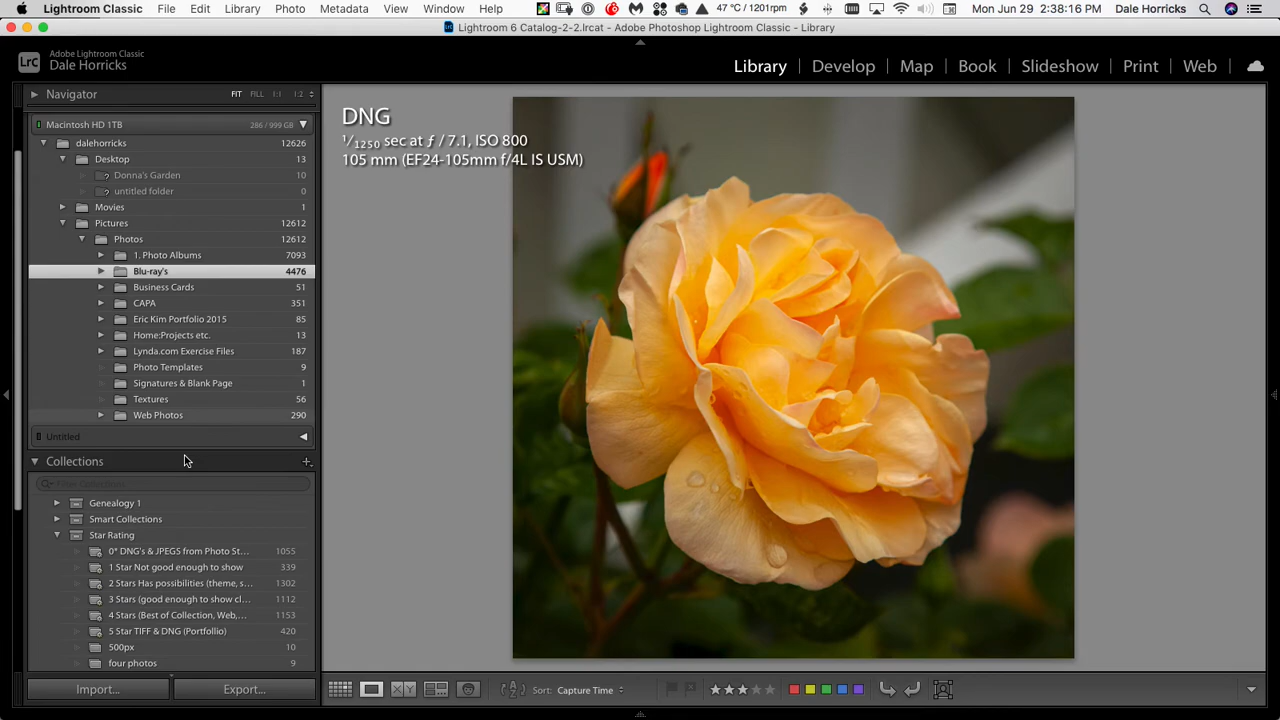 Lightroom Classic File Edit Library Photo Metadata View Window Help 47 °C / 1201rpm Mon Jun 29 2:38:16 PM Dale Horricks
Lightroom 6 Catalog-2-2.lrcat - Adobe Photoshop Lightroom Classic - Library
LrC Adobe Lightroom Classic
Dale Horricks
Library | Develop | Map | Book | Slideshow | Print | Web
Navigator FIT FILL 1:1 1:2
Macintosh HD 1TB 286 / 999 GB
dalehorricks 12626
Desktop 13
Donna's Garden 10
untitled folder 0
Movies 1
Pictures 12612
Photos 12612
1. Photo Albums 7093
Blu-ray's 4476
Business Cards 51
CAPA 351
Eric Kim Portfolio 2015 85
Home:Projects etc. 13
Lynda.com Exercise Files 187
Photo Templates 9
Signatures & Blank Page 1
Textures 56
Web Photos 290
Untitled
Collections
Filter Collections
Genealogy 1
Smart Collections
Star Rating
0* DNG's & JPEGS from Photo St... 1055
1 Star Not good enough to show 339
2 Stars Has possibilities (theme, s... 1302
3 Stars (good enough to show cl... 1112
4 Stars (Best of Collection, Web,... 1153
5 Star TIFF & DNG (Portfollio) 420
500px 10
four photos 9
Import... Export...
DNG
1/1250 sec at ƒ / 7.1, ISO 800
105 mm (EF24-105mm f/4L IS USM)
Sort: Capture Time